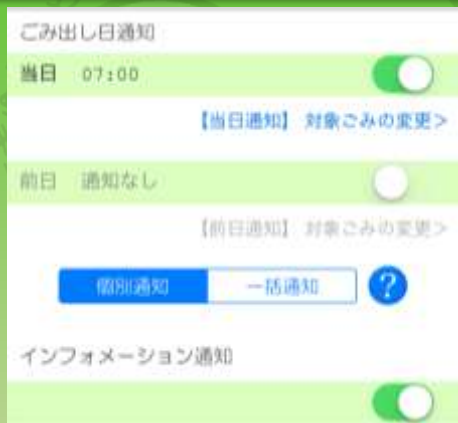 ごみ出し日通知
当日 07:00
【当日通知】 対象ごみの変更>
前日 通知なし
【前日通知】 対象ごみの変更>
個別通知 一括通知 ?
インフォメーション通知